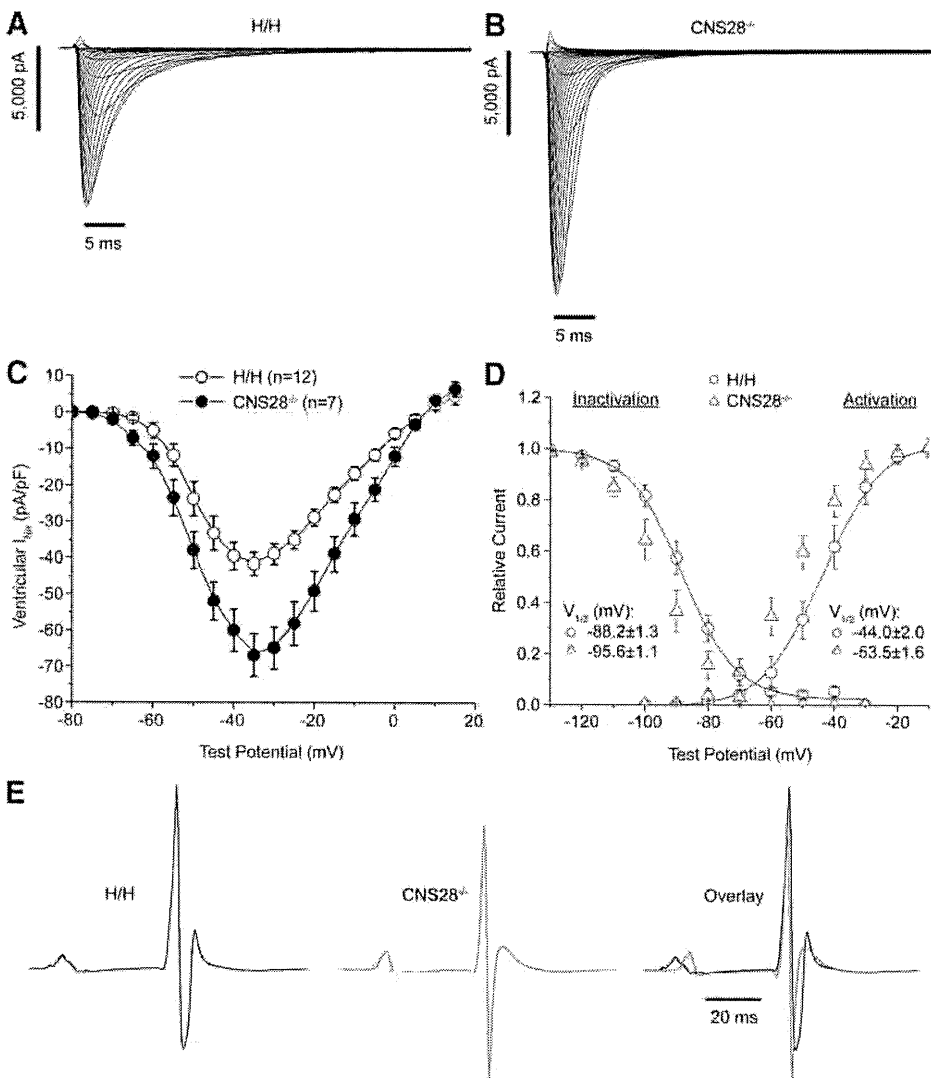 A
H/H
5,000 pA
5 ms
B
CNS28-/-
5,000 pA
5 ms
C
H/H (n=12)
CNS28-/- (n=7)
Ventricular INa (pA/pF)
10
0
-10
-20
-30
-40
-50
-60
-70
-80
-80 -60 -40 -20 0 20
Test Potential (mV)
D
H/H
CNS28-/-
Inactivation Activation
Relative Current
1.2
1.0
0.8
0.6
0.4
0.2
0.0
V1/2 (mV):
-88.2±1.3
-95.6±1.1
V1/2 (mV):
-44.0±2.0
-53.5±1.6
-120 -100 -80 -60 -40 -20
Test Potential (mV)
E
H/H
CNS28-/-
Overlay
20 ms